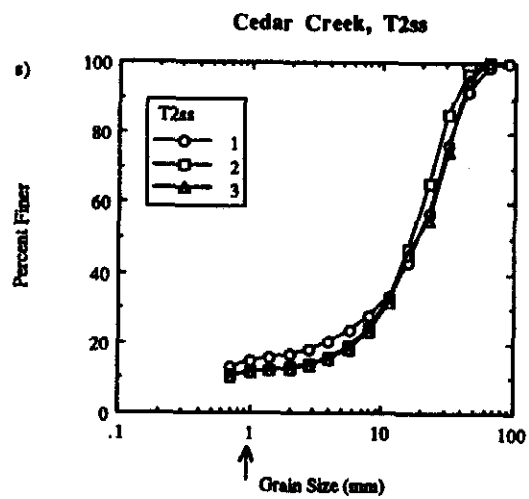 Cedar Creek, T2ss
s)
Percent Finer
100
80
60
40
20
0
T2ss
1
2
3
.1
1
10
100
Grain Size (mm)